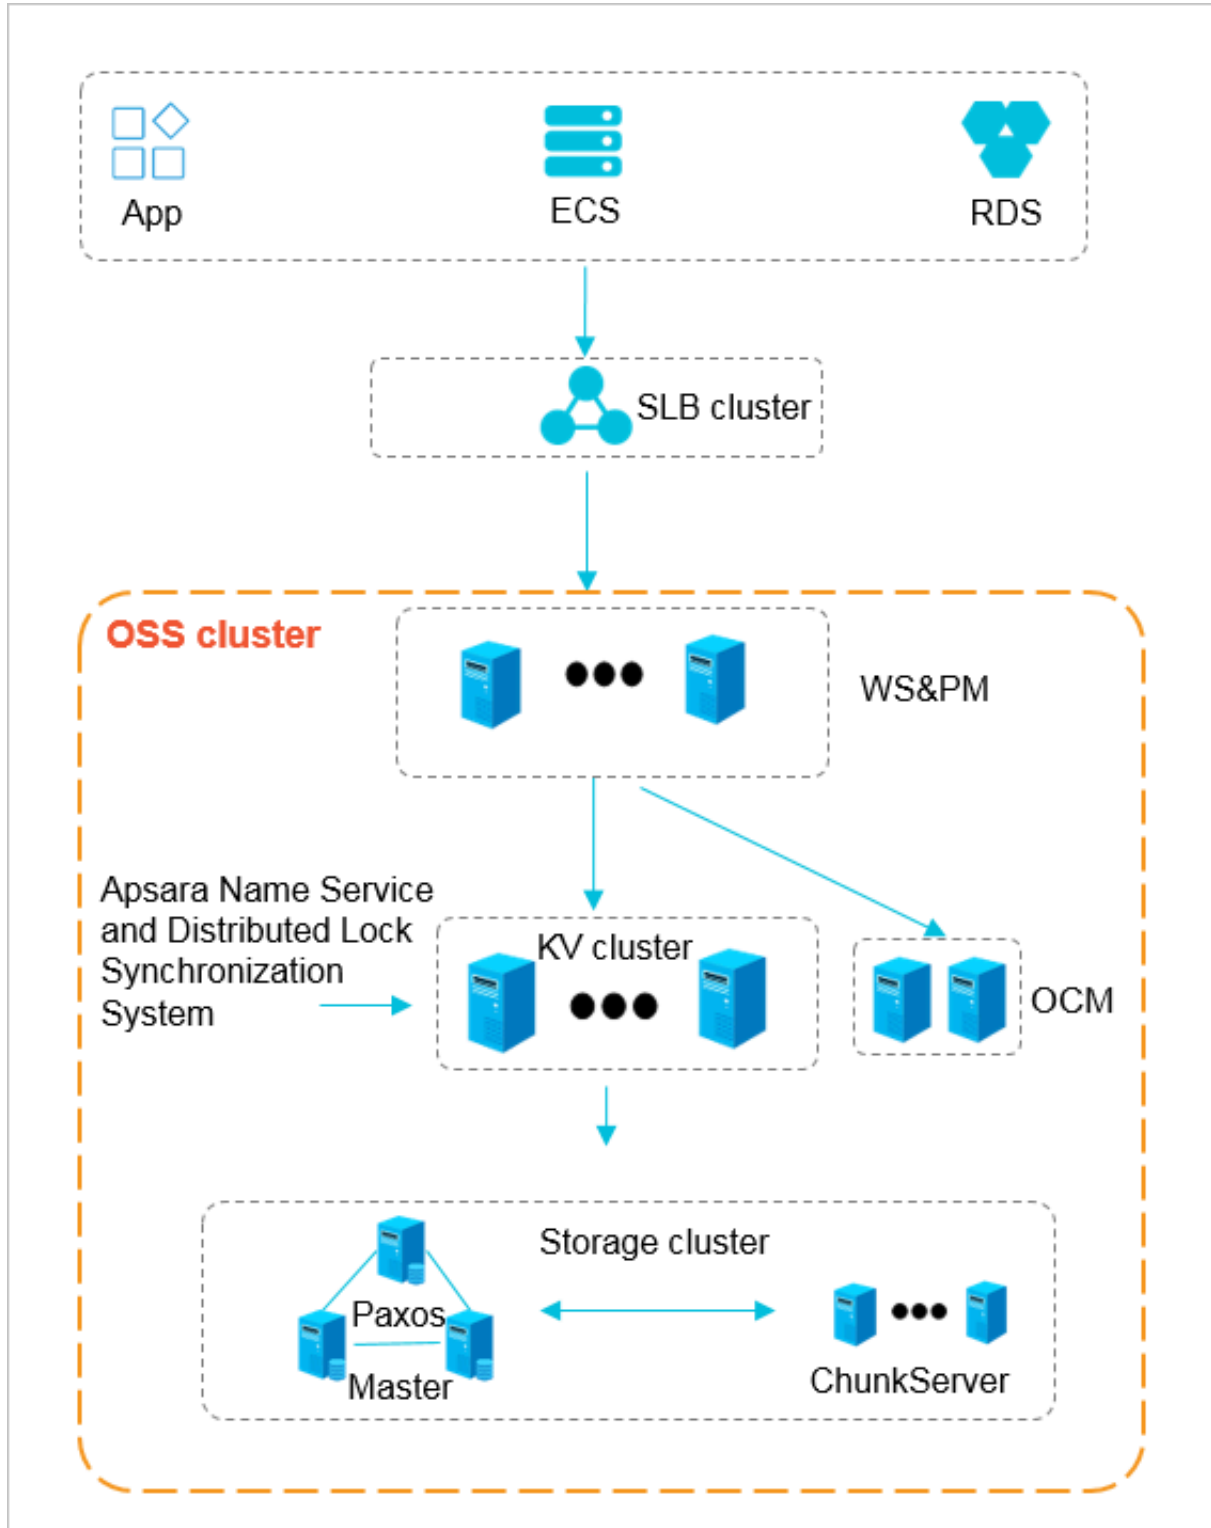 App
ECS
RDS
SLB cluster
OSS cluster
WS&PM
Apsara Name Service
and Distributed Lock
Synchronization
System
KV cluster
OCM
Storage cluster
Paxos
Master
ChunkServer